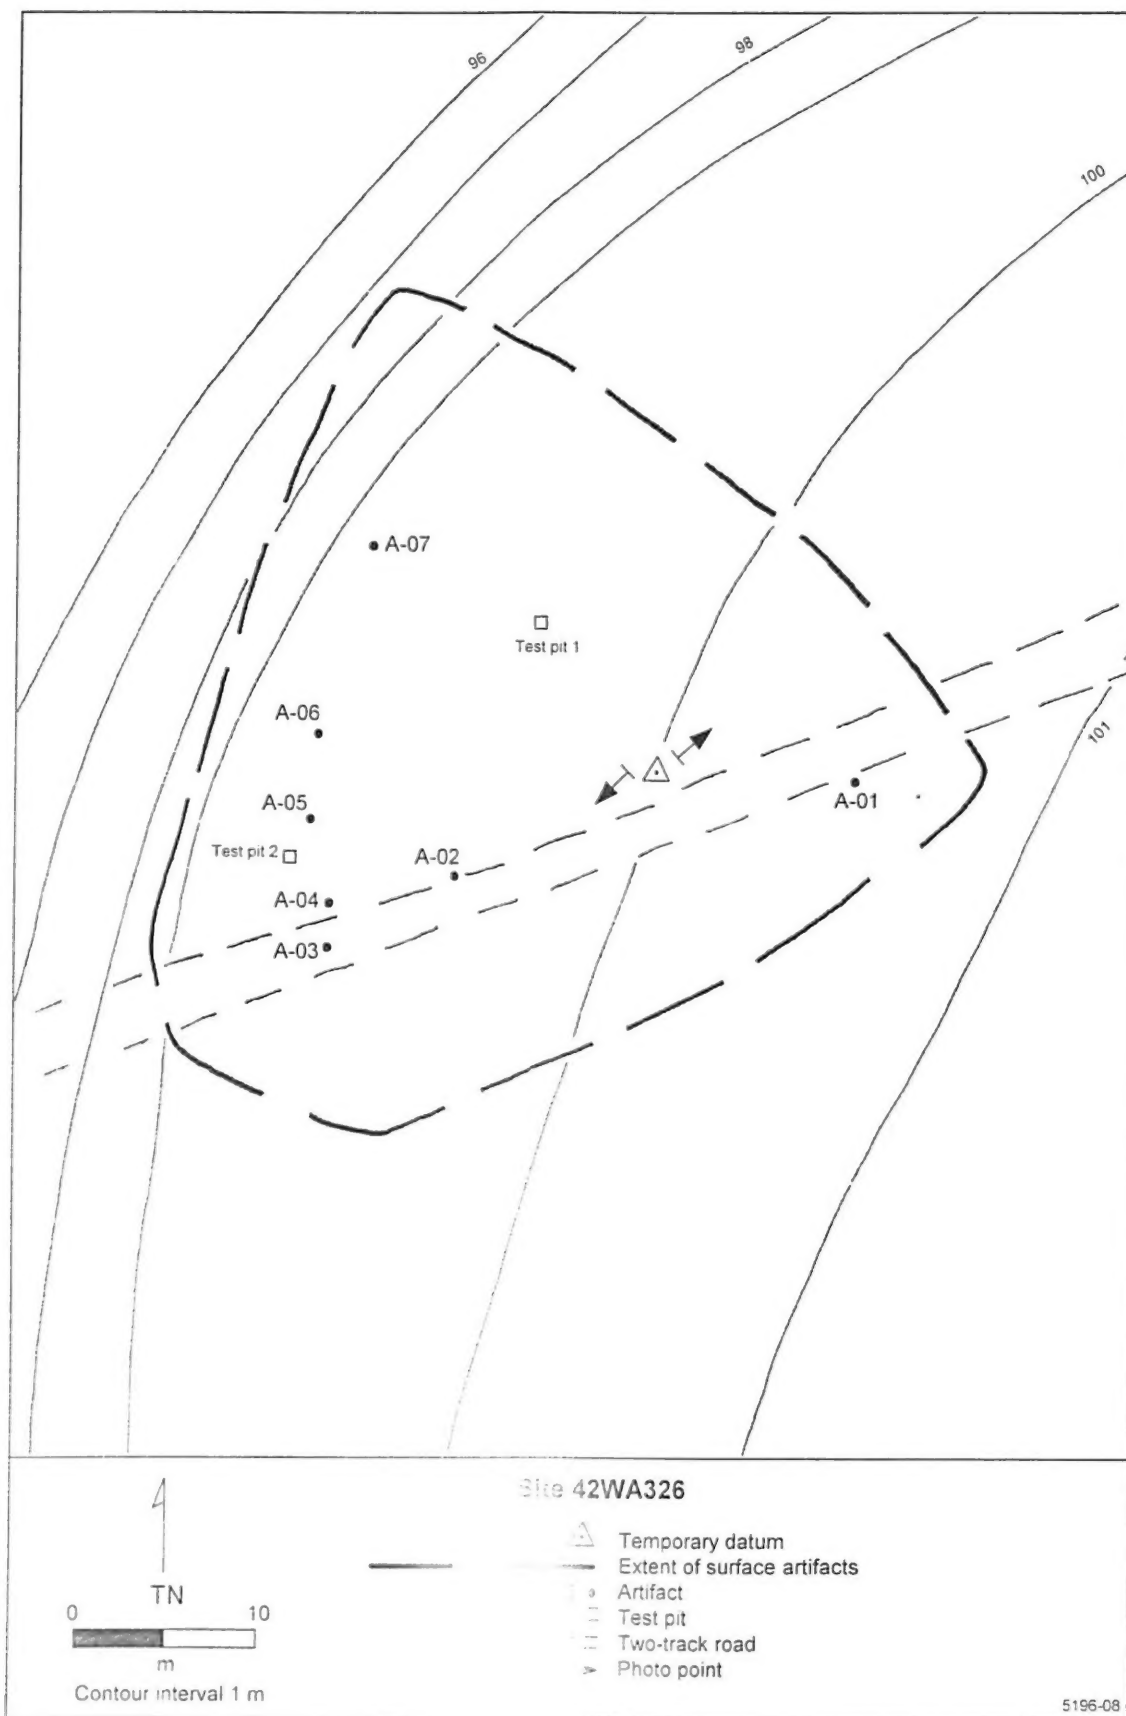 96
98
100
A-07
Test pit 1
A-06
101
A-05
A-01
Test pit 2
A-02
A-04
A-03
Site 42WA326
Temporary datum
Extent of surface artifacts
Artifact
Test pit
Two-track road
Photo point
TN
0 10
m
Contour interval 1 m
5196-08